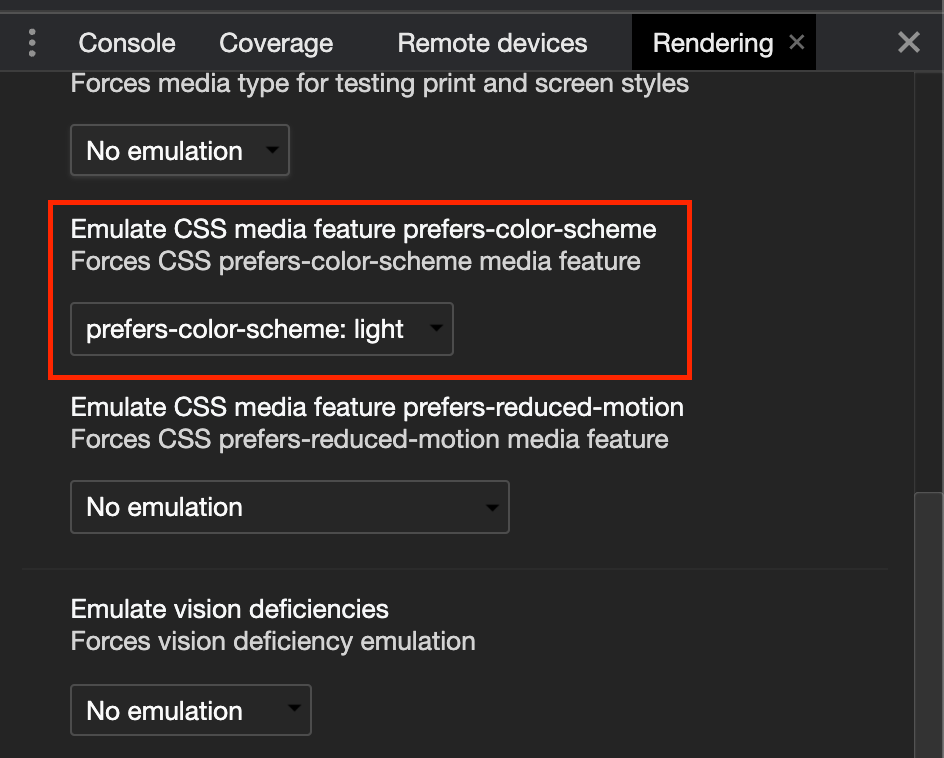 Console Coverage Remote devices Rendering
Forces media type for testing print and screen styles
No emulation
Emulate CSS media feature prefers-color-scheme
Forces CSS prefers-color-scheme media feature
prefers-color-scheme: light
Emulate CSS media feature prefers-reduced-motion
Forces CSS prefers-reduced-motion media feature
No emulation
Emulate vision deficiencies
Forces vision deficiency emulation
No emulation